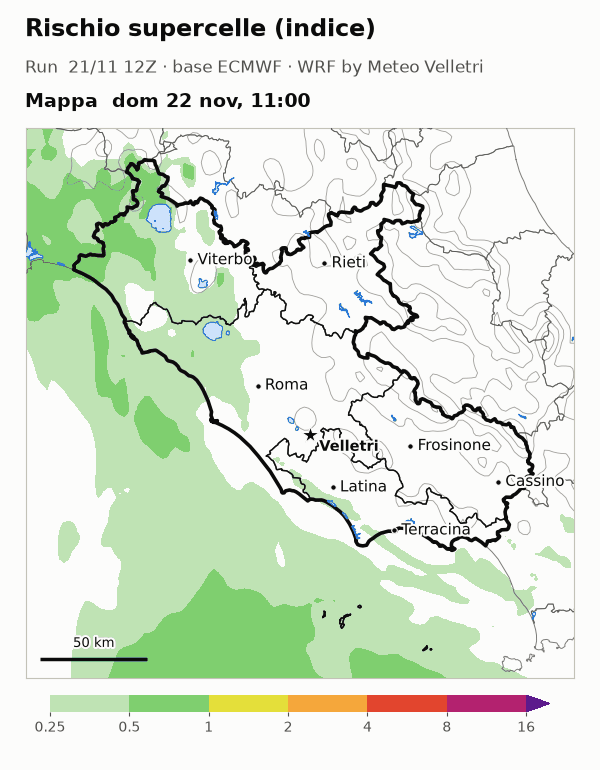 Rischio supercelle (indice)
Run  21/11 12Z · base ECMWF · WRF by Meteo Velletri
Mappa  dom 22 nov, 11:00
Viterbo
Rieti
Roma
Velletri
Frosinone
Cassino
Latina
Terracina
50 km
0.25 0.5 1 2 4 8 16